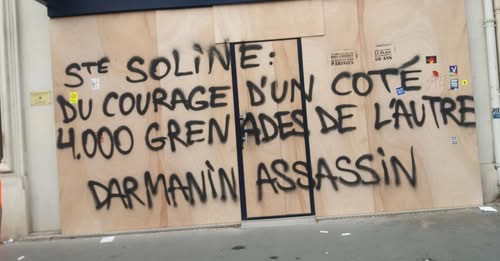 STE SOLINE:
DU COURAGE D'UN COTÉ
4.000 GRENADES DE L'AUTRE
DARMANIN ASSASSIN